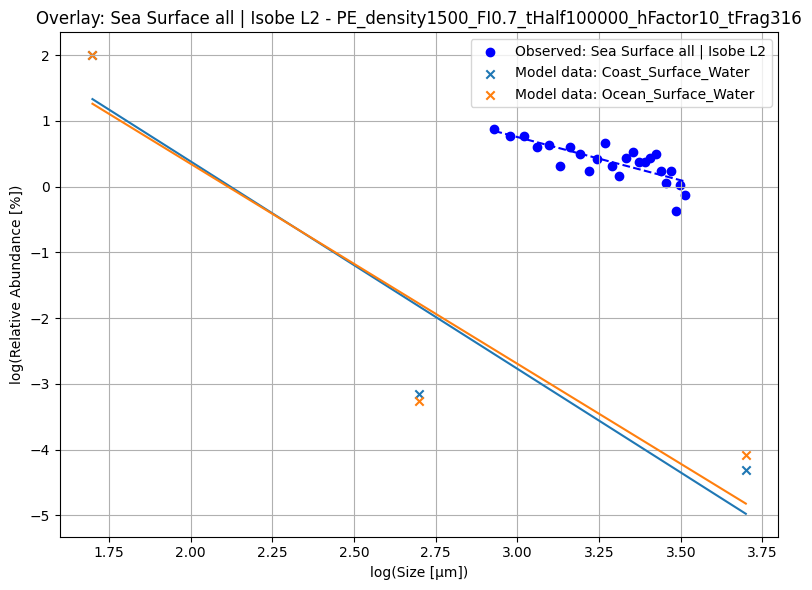 Overlay: Sea Surface all | Isobe L2 - PE_density1500_FI0.7_tHalf100000_hFactor10_tFrag316
Observed: Sea Surface all | Isobe L2
Model data: Coast_Surface_Water
Model data: Ocean_Surface_Water
log(Relative Abundance [%])
2
1
0
−1
−2
−3
−4
−5
1.75
2.00
2.25
2.50
2.75
3.00
3.25
3.50
3.75
log(Size [µm])